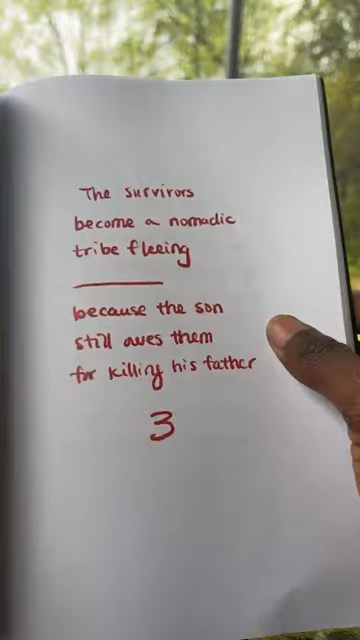 The survivors
become a nomadic
tribe fleeing
because the son
still owes them
for killing his father
3